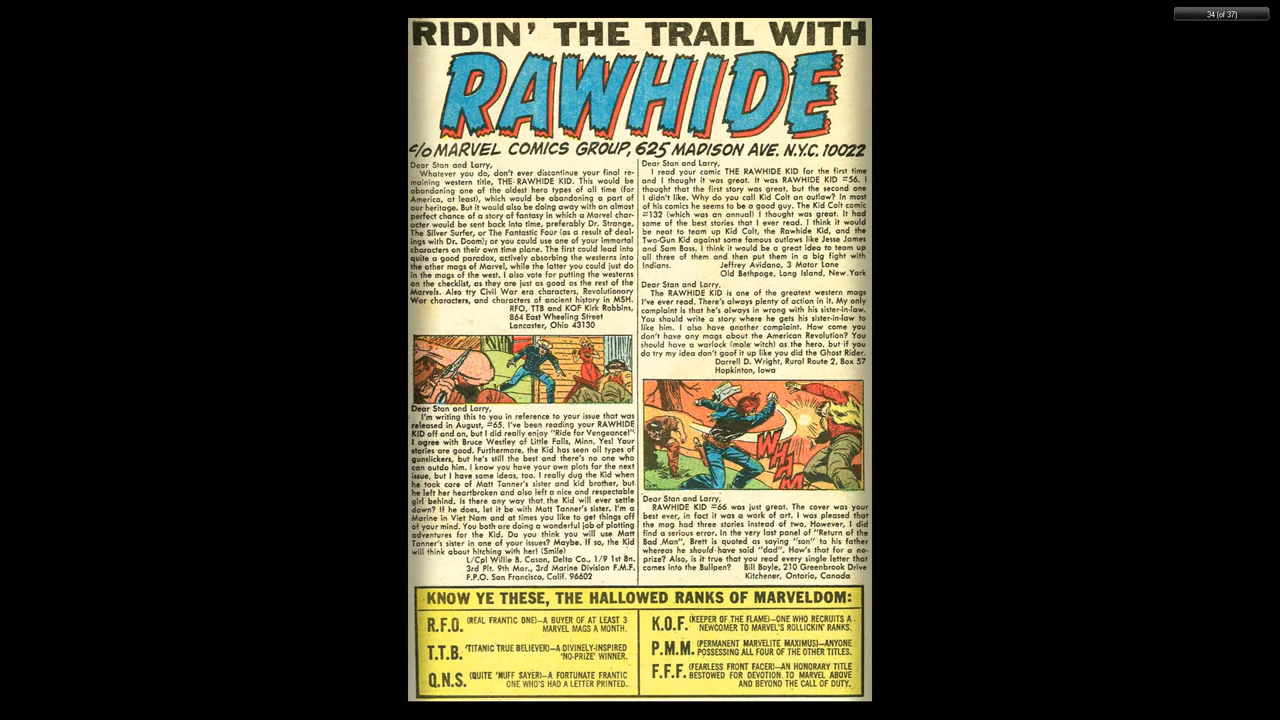 34 (of 37)
RIDIN' THE TRAIL WITH
RAWHIDE
c/o MARVEL COMICS GROUP, 625 MADISON AVE. N.Y.C. 10022
Dear Stan and Larry,
Whatever you do, don't ever discontinue your final re-
maining western title, THE RAWHIDE KID. This would be
abondoning one of the oldest hero types of all time (for
America, at least), which would be abandoning a part of
our heritage. But it would also be doing away with an almost
perfect chance of a story of fantasy in which a Marvel char-
acter would be sent back into time, preferably Dr. Strange,
The Silver Surfer, or The Fantastic Four (as a result of deal-
ings with Dr. Doom); or you could use one of your immortal
characters on their own time plane. The first could lead into
quite a good paradox, actively absorbing the westerns into
the other mags of Marvel, while the latter you could just do
in the mags of the west. I also vote for putting the westerns
on the checklist, as they are just as good as the rest of the
Marvels. Also try Civil War era characters, Revolutionary
War characters, and characters of ancient history in MSH.
RFO, TTB and KOF Kirk Robbins,
864 East Wheeling Street
Lancaster, Ohio 43130
Dear Stan and Larry,
I'm writing this to you in reference to your issue that was
released in August, #65, I've been reading your RAWHIDE
KID off and on, but I did really enjoy "Ride for Vengeance!"
I agree with Bruce Westley of Little Falls, Minn. Yes! Your
stories are good. Furthermore, the Kid has seen all types of
gunslickers, but he's still the best and there's no one who
can outdo him. I know you have your own plots for the next
issue, but I have some ideas, too. I really dug the Kid when
he took care of Matt Tanner's sister and kid brother, but
he left her heartbroken and also left a nice and respectable
girl behind. Is there any way that the Kid will ever settle
down? If he does, let it be with Matt Tanner's sister. I'm a
Marine in Viet Nam and at times you like to get things off
of your mind. You both are doing a wonderful job of plotting
adventures for the Kid. Do you think you will use Matt
Tanner's sister in one of your issues? Maybe. If so, the Kid
will think about hitching with her! (Smile)
L/Cpl Willie B. Cason, Delta Co., 1/9 1st Bn.
3rd Plt. 9th Mar., 3rd Marine Division F.M.F.
F.P.O. San Francisco, Calif. 96602
Dear Stan and Larry,
I read your comic THE RAWHIDE KID for the first time
and I thought it was great. It was RAWHIDE KID #56. I
thought that the first story was great, but the second one
I didn't like. Why do you call Kid Colt an outlaw? In most
of his comics he seems to be a good guy. The Kid Colt comic
#132 (which was an annual) I thought was great. It had
some of the best stories that I ever read. I think it would
be neat to team up Kid Colt, the Rawhide Kid, and the
Two-Gun Kid against some famous outlaws like Jesse James
and Sam Bass. I think it would be a great idea to team up
all three of them and then put them in a big fight with
Indians. Jeffrey Avidano, 3 Motor Lane
Old Bethpage, Long Island, New York
Dear Stan and Larry,
The RAWHIDE KID is one of the greatest western mags
I've ever read. There's always plenty of action in it. My only
complaint is that he's always in wrong with his sister-in-law.
You should write a story where he gets his sister-in-law to
like him. I also have another complaint. How come you
don't have any mags about the American Revolution? You
should have a warlock (male witch) as the hero, but if you
do try my idea don't goof it up like you did the Ghost Rider.
Darrell D. Wright, Rural Route 2, Box 57
Hopkinton, Iowa
WHHAM
Dear Stan and Larry,
RAWHIDE KID #66 was just great. The cover was your
best ever, in fact it was a work of art. I was pleased that
the mag had three stories instead of two. However, I did
find a serious error. In the very last panel of "Return of the
Bad Man", Brett is quoted as saying "son" to his father
whereas he should have said "dad". How's that for a no-
prize? Also, is it true that you read every single letter that
comes into the Bullpen? Bill Boyle, 210 Greenbrook Drive
Kitchener, Ontario, Canada
KNOW YE THESE, THE HALLOWED RANKS OF MARVELDOM:
R.F.O. (REAL FRANTIC ONE)—A BUYER OF AT LEAST 3
MARVEL MAGS A MONTH.
T.T.B. (TITANIC TRUE BELIEVER)—A DIVINELY-INSPIRED
'NO-PRIZE' WINNER.
Q.N.S. (QUITE 'NUFF SAYER)—A FORTUNATE FRANTIC
ONE WHO'S HAD A LETTER PRINTED.
K.O.F. (KEEPER OF THE FLAME)—ONE WHO RECRUITS A
NEWCOMER TO MARVEL'S ROLLICKIN' RANKS.
P.M.M. (PERMANENT MARVELITE MAXIMUS)—ANYONE
POSSESSING ALL FOUR OF THE OTHER TITLES.
F.F.F. (FEARLESS FRONT FACER)—AN HONORARY TITLE
BESTOWED FOR DEVOTION TO MARVEL ABOVE
AND BEYOND THE CALL OF DUTY.